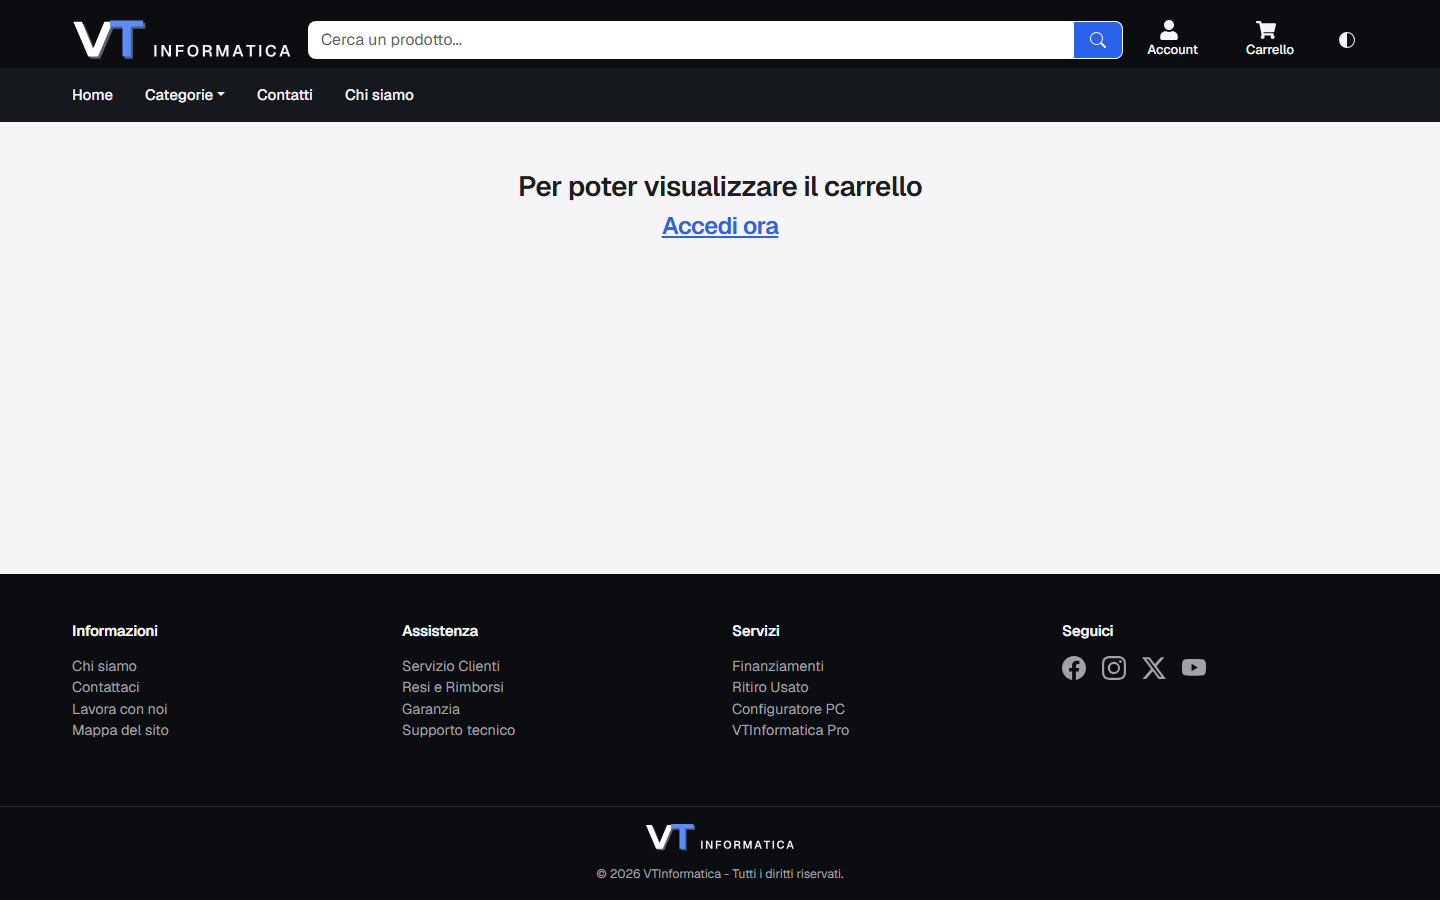 VT INFORMATICA
Cerca un prodotto...
Account
Carrello
Home
Categorie
Contatti
Chi siamo
Per poter visualizzare il carrello
Accedi ora
Informazioni
Chi siamo
Contattaci
Lavora con noi
Mappa del sito
Assistenza
Servizio Clienti
Resi e Rimborsi
Garanzia
Supporto tecnico
Servizi
Finanziamenti
Ritiro Usato
Configuratore PC
VTInformatica Pro
Seguici
VT INFORMATICA
© 2026 VTInformatica - Tutti i diritti riservati.